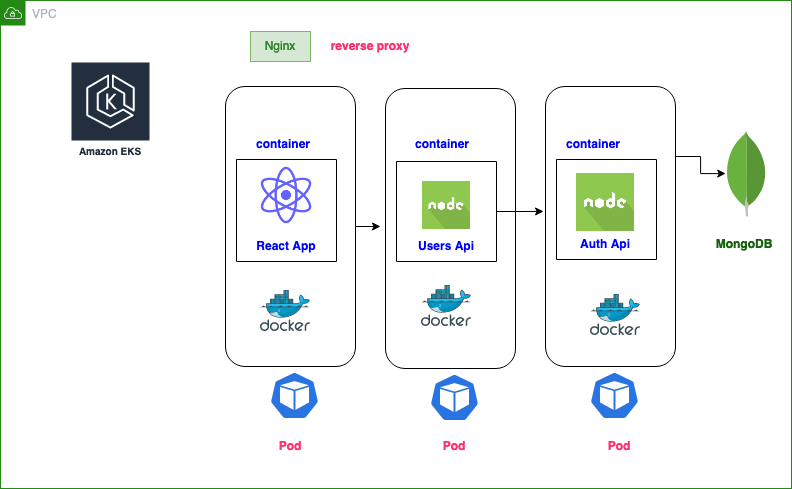 VPC
Nginx
reverse proxy
K
Amazon EKS
container
container
container
node
node
React App
Users Api
Auth Api
MongoDB
docker
docker
docker
Pod
Pod
Pod